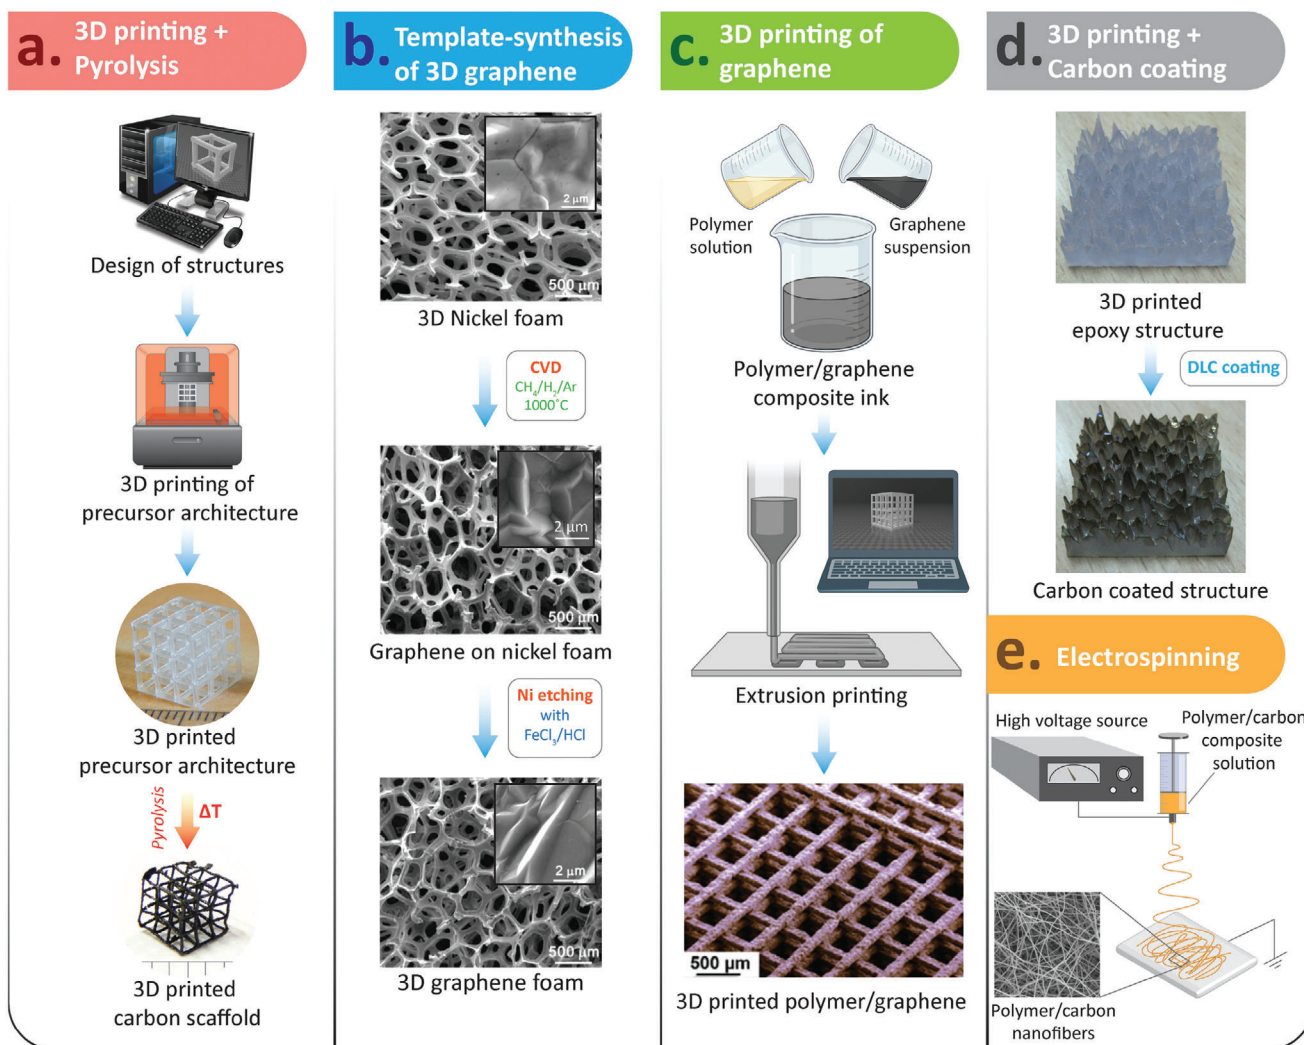 a.
3D printing +
Pyrolysis
Design of structures
3D printing of
precursor architecture
3D printed
precursor architecture
Pyrolysis
ΔT
3D printed
carbon scaffold
b.
Template-synthesis
of 3D graphene
2 µm
500 µm
3D Nickel foam
CVD
CH₄/H₂/Ar
1000°C
2 µm
500 µm
Graphene on nickel foam
Ni etching
with
FeCl₃/HCl
2 µm
500 µm
3D graphene foam
c.
3D printing of
graphene
Polymer
solution
Graphene
suspension
Polymer/graphene
composite ink
Extrusion printing
500 µm
3D printed polymer/graphene
d.
3D printing +
Carbon coating
3D printed
epoxy structure
DLC coating
Carbon coated structure
e.
Electrospinning
High voltage source
Polymer/carbon
composite
solution
Polymer/carbon
nanofibers